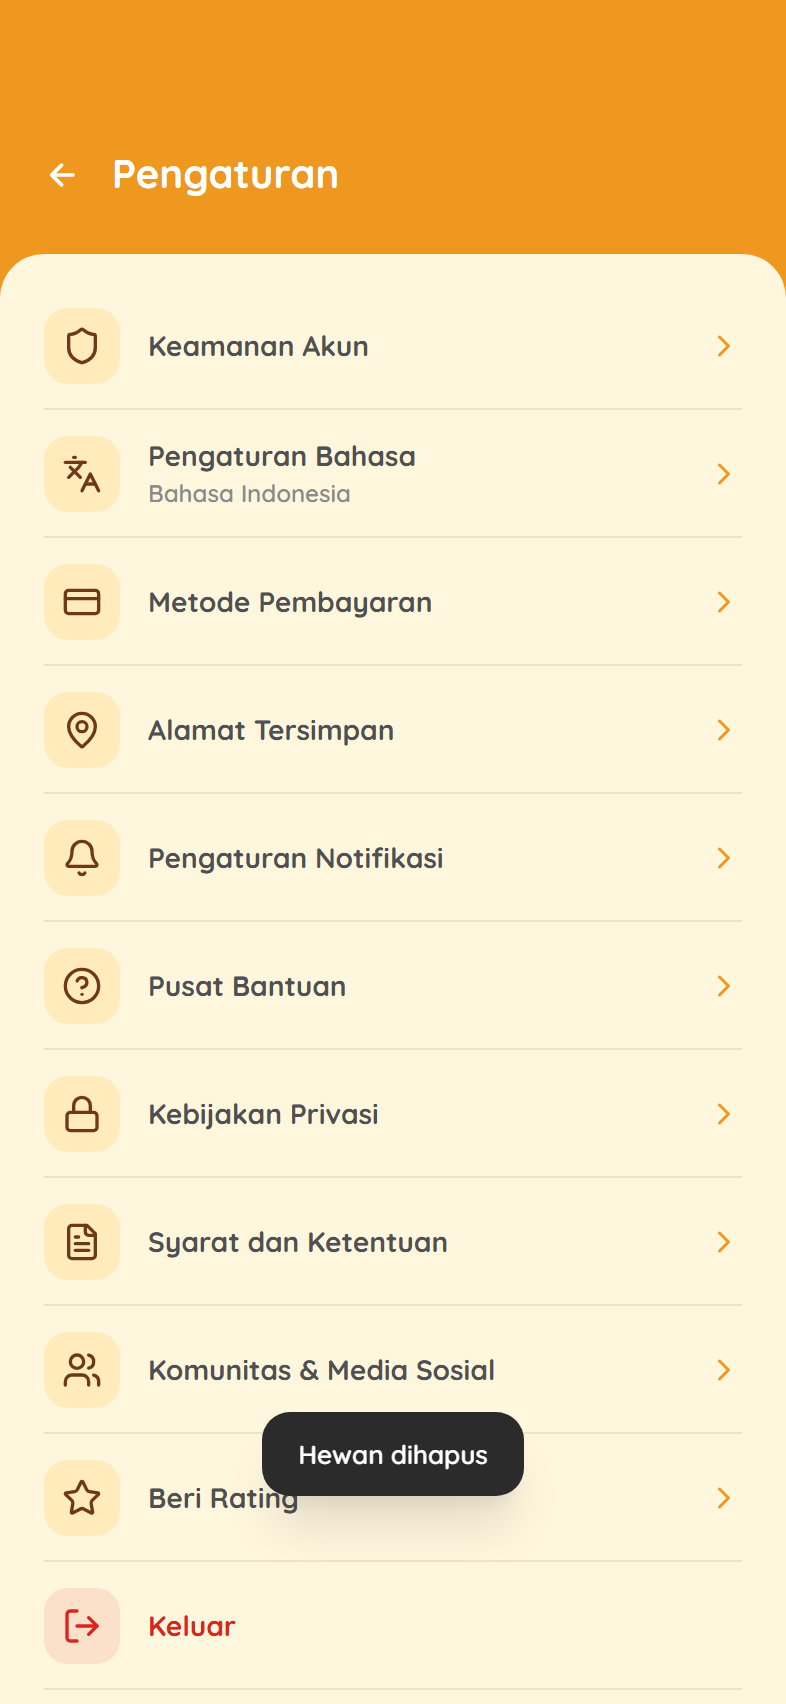 Pengaturan
Keamanan Akun
Pengaturan Bahasa
Bahasa Indonesia
Metode Pembayaran
Alamat Tersimpan
Pengaturan Notifikasi
Pusat Bantuan
Kebijakan Privasi
Syarat dan Ketentuan
Komunitas & Media Sosial
Hewan dihapus
Beri Rating
Keluar